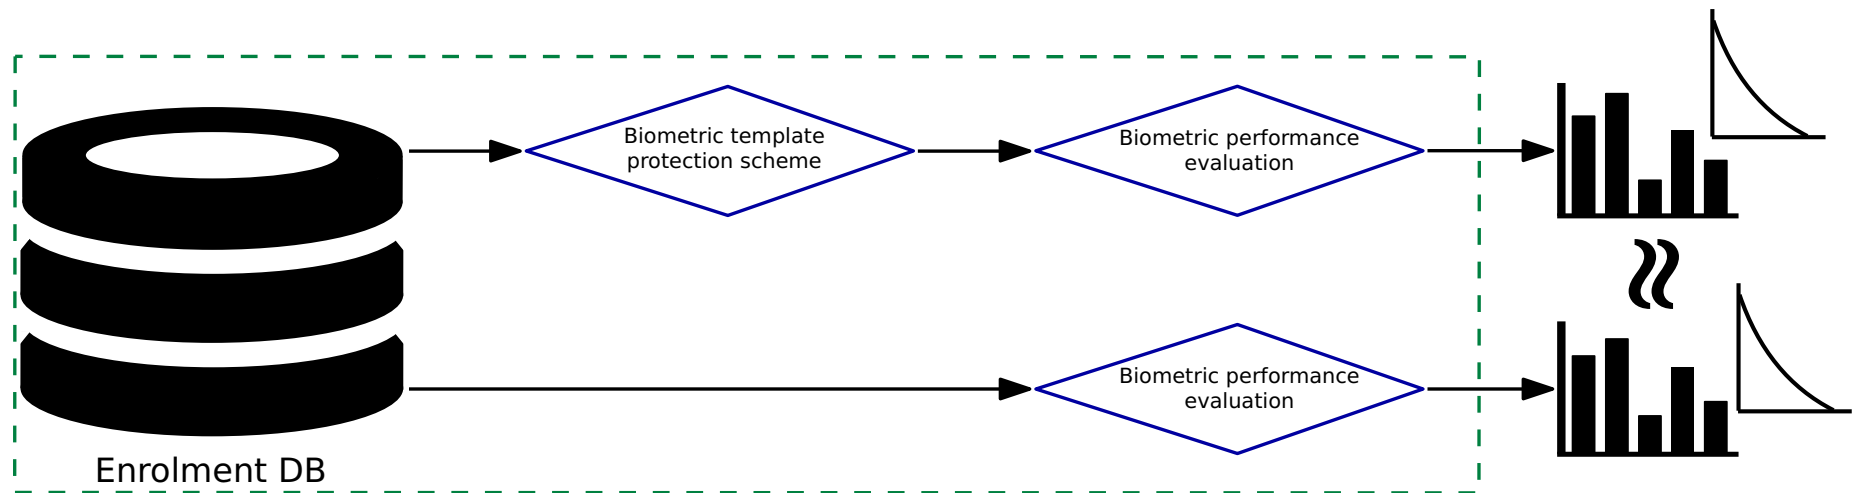 Biometric template
protection scheme
Biometric performance
evaluation
Biometric performance
evaluation
Enrolment DB